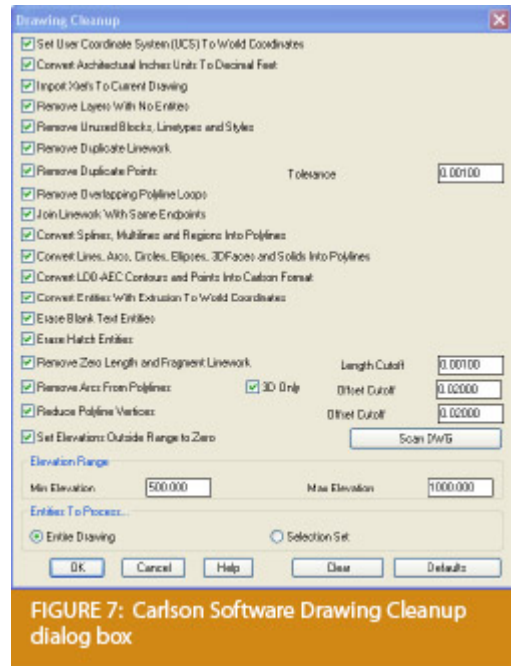 Drawing Cleanup
Set User Coordinate System (UCS) To World Coordinates
Convert Architectural Inches Units To Decimal Feet
Import Xrefs To Current Drawing
Remove Layers With No Entities
Remove Unused Blocks, Linetypes and Styles
Remove Duplicate Linework
Remove Duplicate Points Tolerance 0.00100
Remove Overlapping Polyline Loops
Join Linework With Same Endpoints
Convert Splines, Multilines and Regions Into Polylines
Convert Lines, Arcs, Circles, Ellipses, 3DFaces and Solids Into Polylines
Convert LDD-AEC Contours and Points Into Carlson Format
Convert Entities With Extrusion To World Coordinates
Erase Blank Text Entities
Erase Hatch Entities
Remove Zero Length and Fragment Linework Length Cutoff 0.00100
Remove Arcs From Polylines 3D Only Offset Cutoff 0.02000
Reduce Polyline Vertices Offset Cutoff 0.02000
Set Elevations Outside Range to Zero Scan DWG
Elevation Range
Min Elevation 500.000 Max Elevation 1000.000
Entities To Process...
Entire Drawing Selection Set
OK Cancel Help Clear Defaults
FIGURE 7: Carlson Software Drawing Cleanup
dialog box